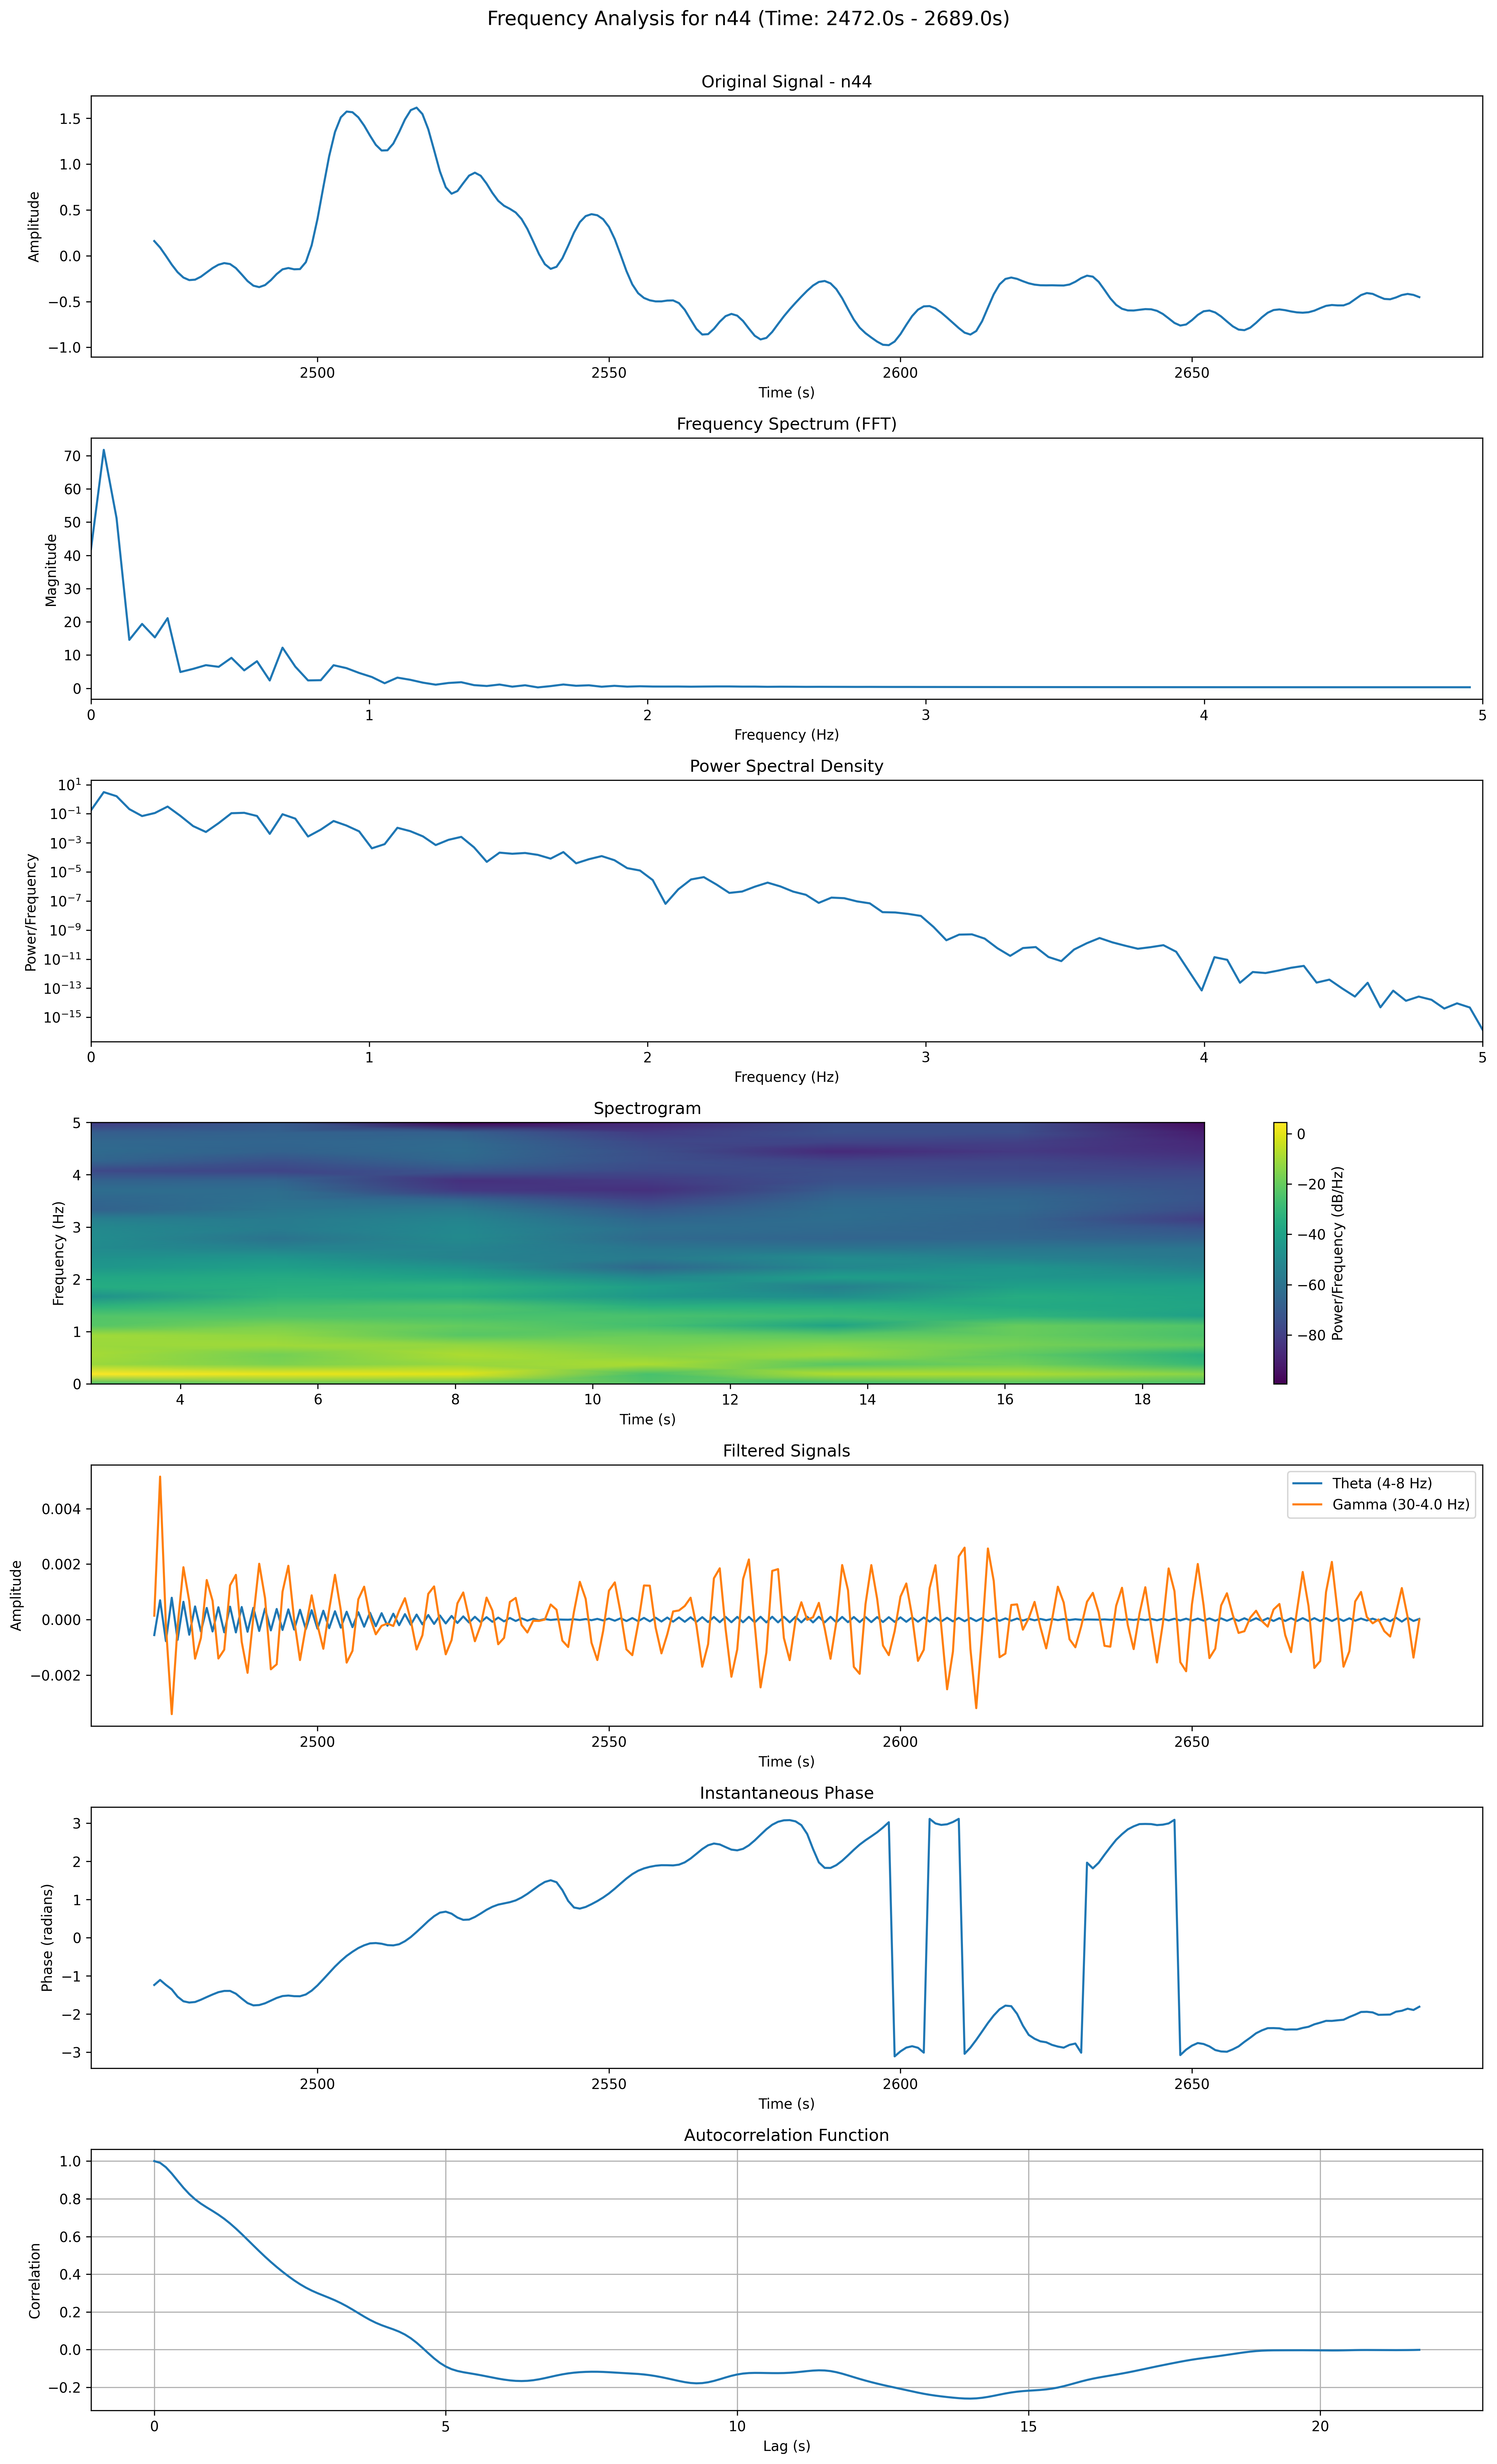 Frequency Analysis for n44 (Time: 2472.0s - 2689.0s)
Original Signal - n44
Amplitude
1.5
1.0
0.5
0.0
−0.5
−1.0
2500 2550 2600 2650
Time (s)
Frequency Spectrum (FFT)
Magnitude
70
60
50
40
30
20
10
0
0 1 2 3 4 5
Frequency (Hz)
Power Spectral Density
Power/Frequency
10¹
10⁻¹
10⁻³
10⁻⁵
10⁻⁷
10⁻⁹
10⁻¹¹
10⁻¹³
10⁻¹⁵
0 1 2 3 4 5
Frequency (Hz)
Spectrogram
Frequency (Hz)
5
4
3
2
1
0
4 6 8 10 12 14 16 18
Time (s)
0
−20
−40
−60
−80
Power/Frequency (dB/Hz)
Filtered Signals
Theta (4-8 Hz)
Gamma (30-4.0 Hz)
Amplitude
0.004
0.002
0.000
−0.002
2500 2550 2600 2650
Time (s)
Instantaneous Phase
Phase (radians)
3
2
1
0
−1
−2
−3
2500 2550 2600 2650
Time (s)
Autocorrelation Function
Correlation
1.0
0.8
0.6
0.4
0.2
0.0
−0.2
0 5 10 15 20
Lag (s)